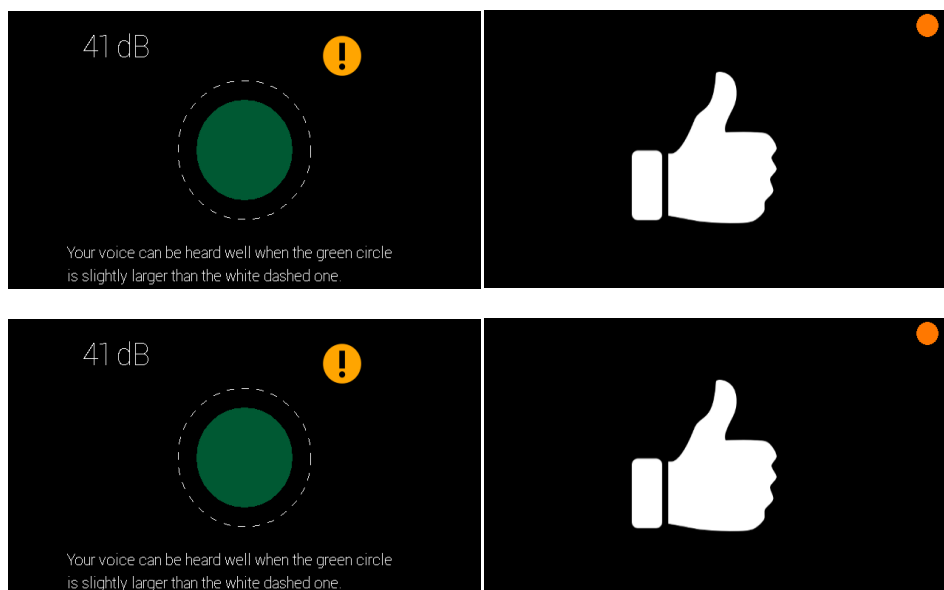 41 dB
!
Your voice can be heard well when the green circle
is slightly larger than the white dashed one.
41 dB
!
Your voice can be heard well when the green circle
is slightly larger than the white dashed one.